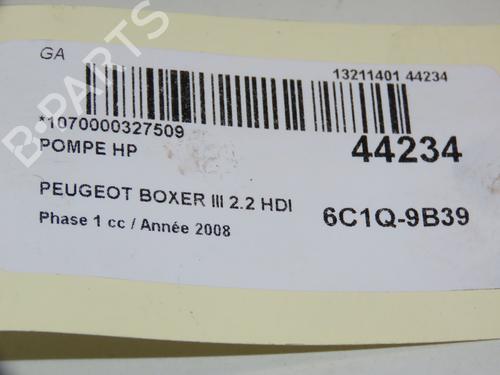 GA
13211401 44234
*1070000327509
POMPE HP
44234
PEUGEOT BOXER III 2.2 HDI
6C1Q-9B39
Phase 1 cc / Année 2008
B-PARTS